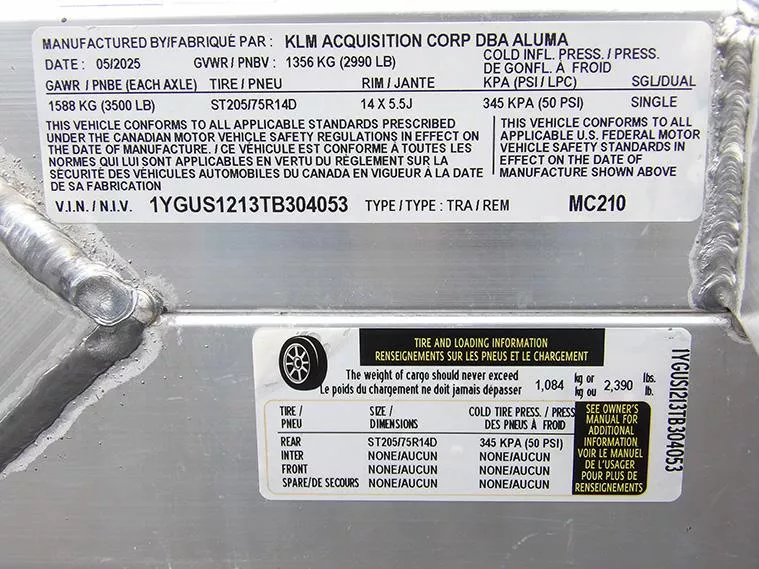 MANUFACTURED BY/FABRIQUÉ PAR : KLM ACQUISITION CORP DBA ALUMA
DATE : 05/2025 GVWR / PNBV : 1356 KG (2990 LB) COLD INFL. PRESS. / PRESS.
DE GONFL. À FROID
GAWR / PNBE (EACH AXLE) TIRE / PNEU RIM / JANTE KPA (PSI / LPC) SGL/DUAL
1588 KG (3500 LB) ST205/75R14D 14 X 5.5J 345 KPA (50 PSI) SINGLE
THIS VEHICLE CONFORMS TO ALL APPLICABLE STANDARDS PRESCRIBED
UNDER THE CANADIAN MOTOR VEHICLE SAFETY REGULATIONS IN EFFECT ON
THE DATE OF MANUFACTURE. / CE VÉHICULE EST CONFORME À TOUTES LES
NORMES QUI LUI SONT APPLICABLES EN VERTU DU RÈGLEMENT SUR LA
SÉCURITÉ DES VÉHICULES AUTOMOBILES DU CANADA EN VIGUEUR À LA DATE
DE SA FABRICATION
THIS VEHICLE CONFORMS TO ALL
APPLICABLE U.S. FEDERAL MOTOR
VEHICLE SAFETY STANDARDS IN
EFFECT ON THE DATE OF
MANUFACTURE SHOWN ABOVE
V.I.N. / N.I.V. 1YGUS1213TB304053 TYPE / TYPE : TRA / REM MC210
TIRE AND LOADING INFORMATION
RENSEIGNEMENTS SUR LES PNEUS ET LE CHARGEMENT
The weight of cargo should never exceed
Le poids du chargement ne doit jamais dépasser 1,084 kg or kg ou 2,390 lbs. lb.
TIRE / SIZE / COLD TIRE PRESS. / PRESS
PNEU DIMENSIONS DES PNEUS À FROID
REAR ST205/75R14D 345 KPA (50 PSI)
INTER NONE/AUCUN NONE/AUCUN
FRONT NONE/AUCUN NONE/AUCUN
SPARE/DE SECOURS NONE/AUCUN NONE/AUCUN
SEE OWNER'S
MANUAL FOR
ADDITIONAL
INFORMATION
VOIR LE MANUEL
DE L'USAGER
POUR PLUS DE
RENSEIGNEMENTS
1YGUS1213TB304053